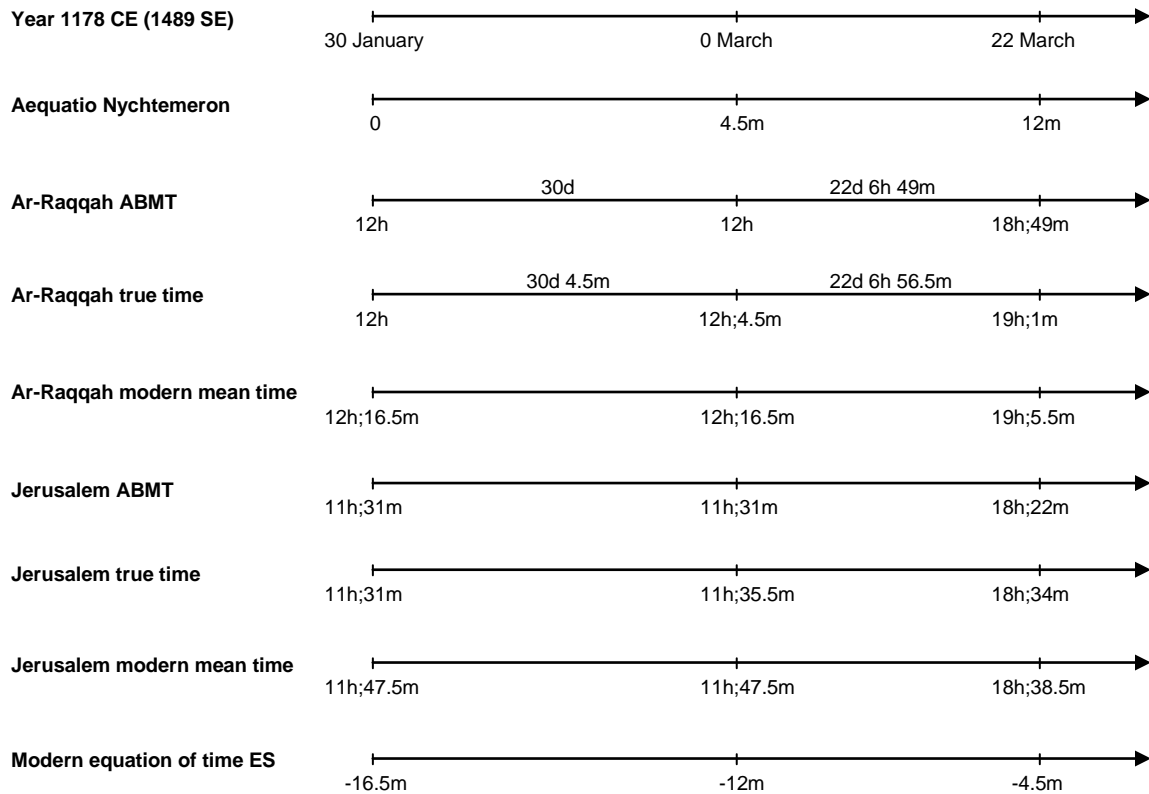 Year 1178 CE (1489 SE)
30 January 0 March 22 March
Aequatio Nychtemeron
0 4.5m 12m
30d 22d 6h 49m
Ar-Raqqah ABMT
12h 12h 18h;49m
30d 4.5m 22d 6h 56.5m
Ar-Raqqah true time
12h 12h;4.5m 19h;1m
Ar-Raqqah modern mean time
12h;16.5m 12h;16.5m 19h;5.5m
Jerusalem ABMT
11h;31m 11h;31m 18h;22m
Jerusalem true time
11h;31m 11h;35.5m 18h;34m
Jerusalem modern mean time
11h;47.5m 11h;47.5m 18h;38.5m
Modern equation of time ES
-16.5m -12m -4.5m